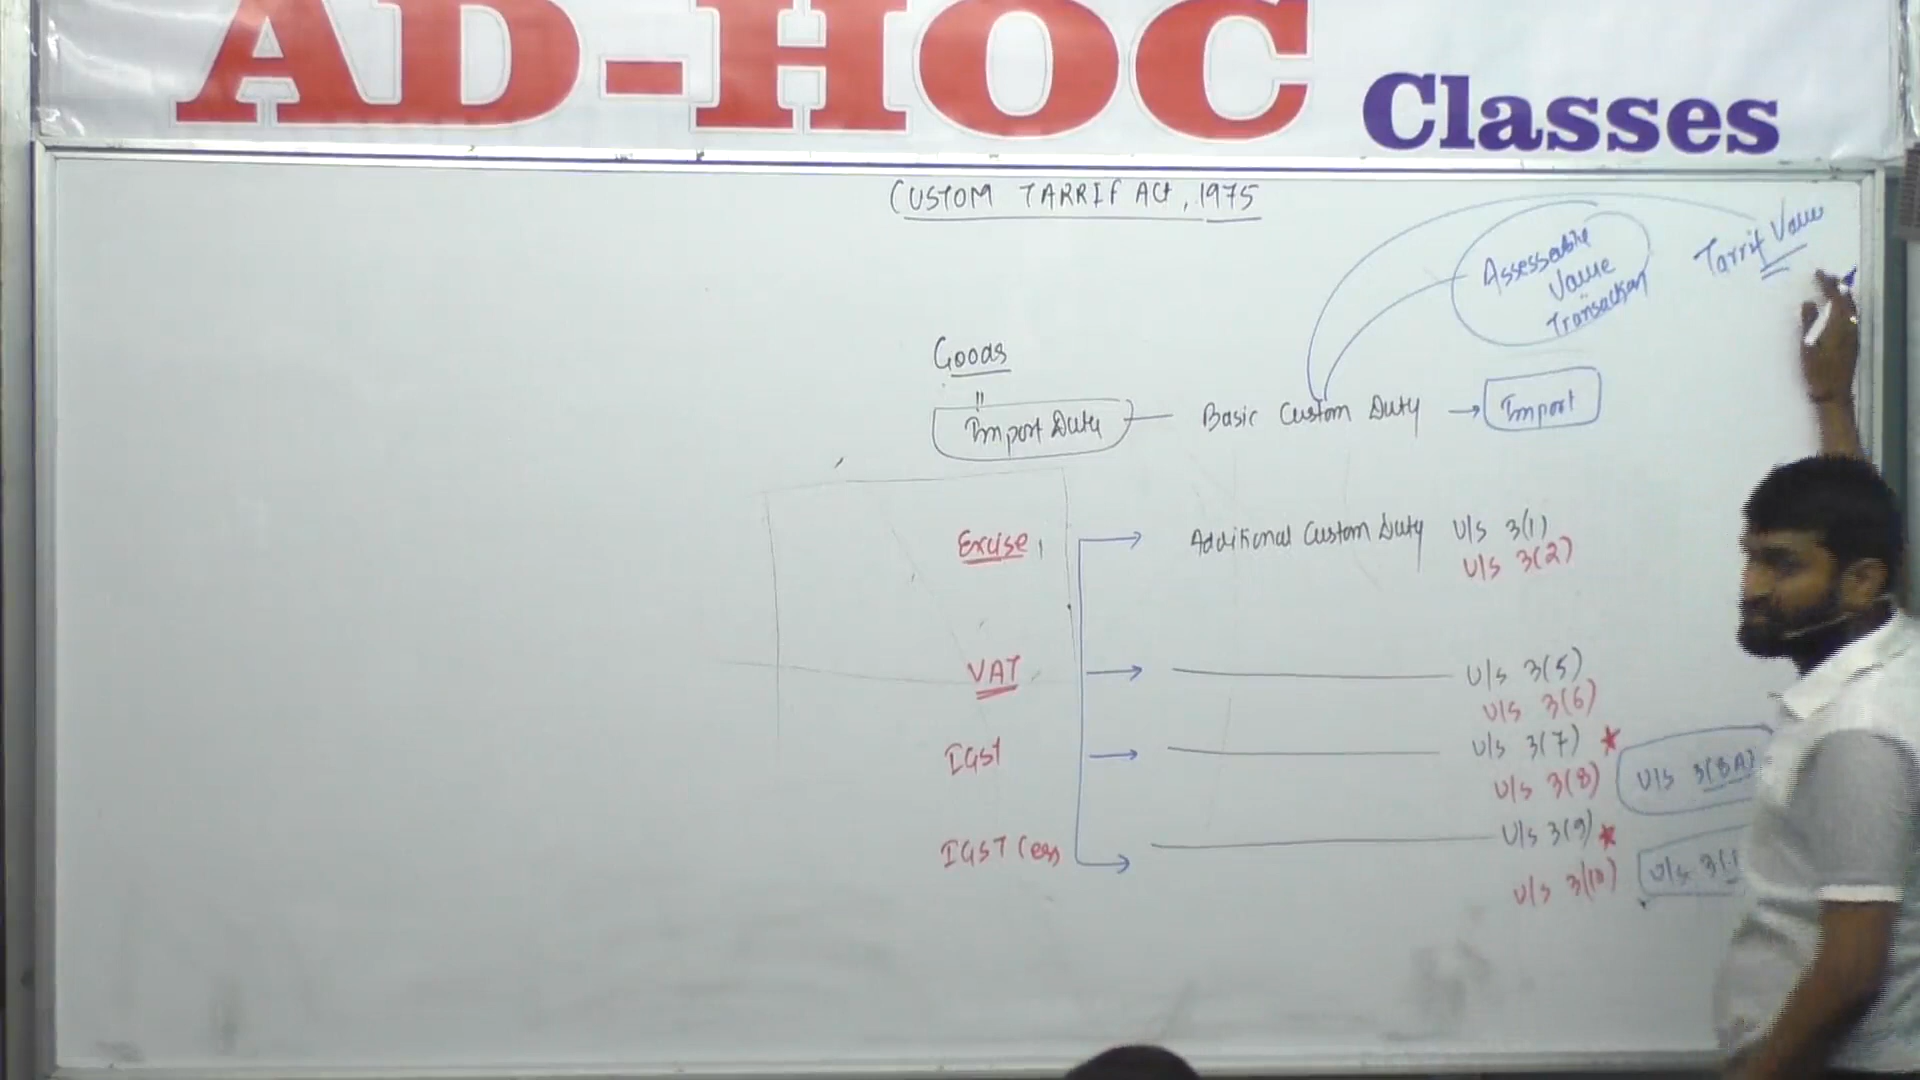 AD-HOC Classes
CUSTOM TARRIF ACT, 1975
Tarrif Value
Assessable
Value
Transaction
Goods
Import Duty
Basic Custom Duty → Import
Excise,
Additional Custom Duty U/s 3(1)
U/s 3(2)
VAT
U/s 3(5)
U/s 3(6)
IGST
U/s 3(7) ★
U/s 3(8)
U/s 3(8A)
IGST Cess
U/s 3(9) ★
U/s 3(10)
U/s 3(